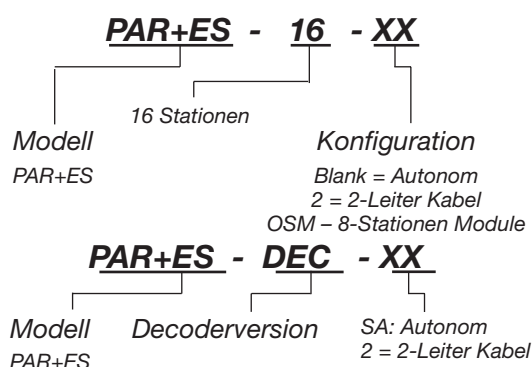 PAR+ES - 16 - XX
16 Stationen
Modell
PAR+ES
Konfiguration
Blank = Autonom
2 = 2-Leiter Kabel
OSM – 8-Stationen Module
PAR+ES - DEC - XX
Modell
PAR+ES
Decoderversion
SA: Autonom
2 = 2-Leiter Kabel